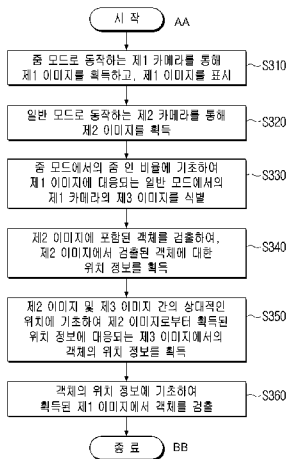 시 작 AA
줌 모드로 동작하는 제1 카메라를 통해
제1 이미지를 획득하고, 제1 이미지를 표시
S310
일반 모드로 동작하는 제2 카메라를 통해
제2 이미지를 획득
S320
줌 모드에서의 줌 인 비율에 기초하여
제1 이미지에 대응되는 일반 모드에서의
제1 카메라의 제3 이미지를 식별
S330
제2 이미지에 포함된 객체를 검출하여,
제2 이미지에서 검출된 객체에 대한
위치 정보를 획득
S340
제2 이미지 및 제3 이미지 간의 상대적인
위치에 기초하여 제2 이미지로부터 획득된
위치 정보에 대응되는 제3 이미지에서의
객체의 위치 정보를 획득
S350
객체의 위치 정보에 기초하여
획득된 제1 이미지에서 객체를 검출
S360
종 료 BB